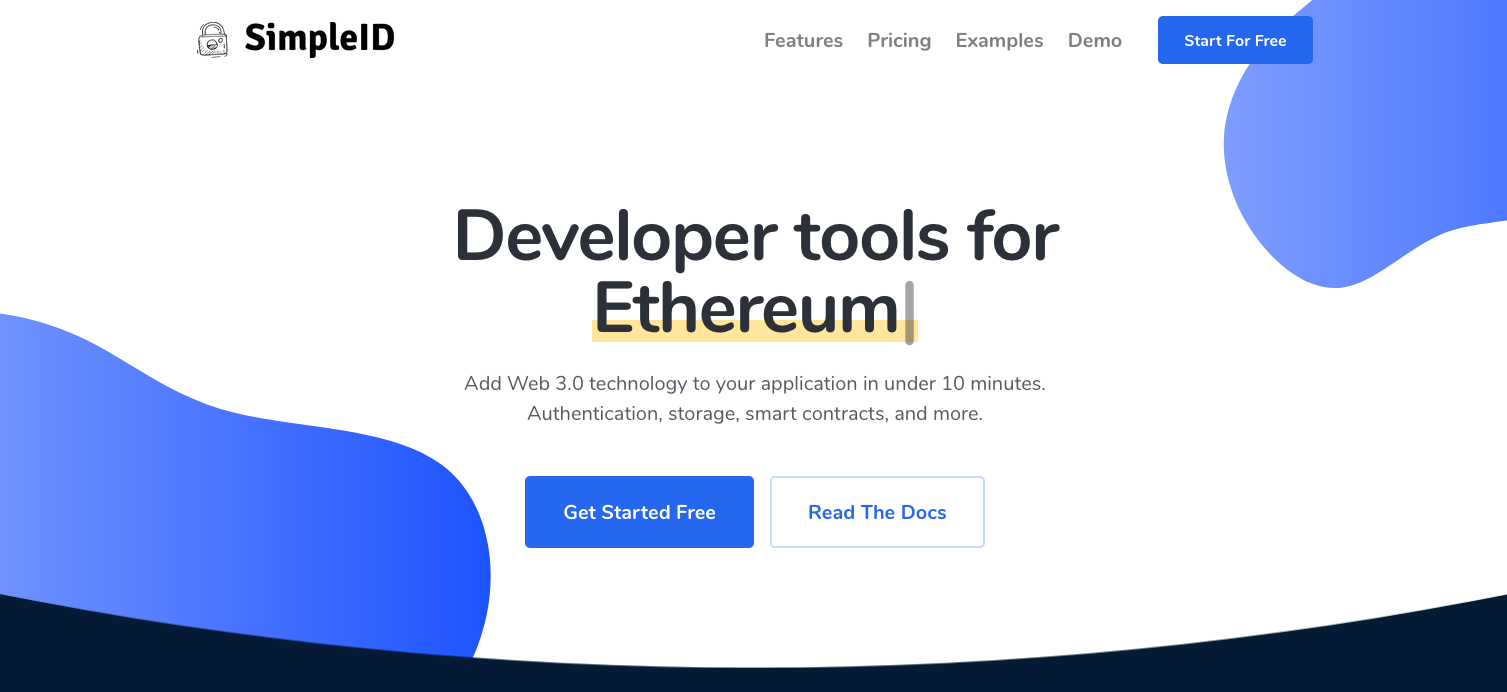 SimpleID
Features Pricing Examples Demo Start For Free
Developer tools for
Ethereum
Add Web 3.0 technology to your application in under 10 minutes.
Authentication, storage, smart contracts, and more.
Get Started Free Read The Docs